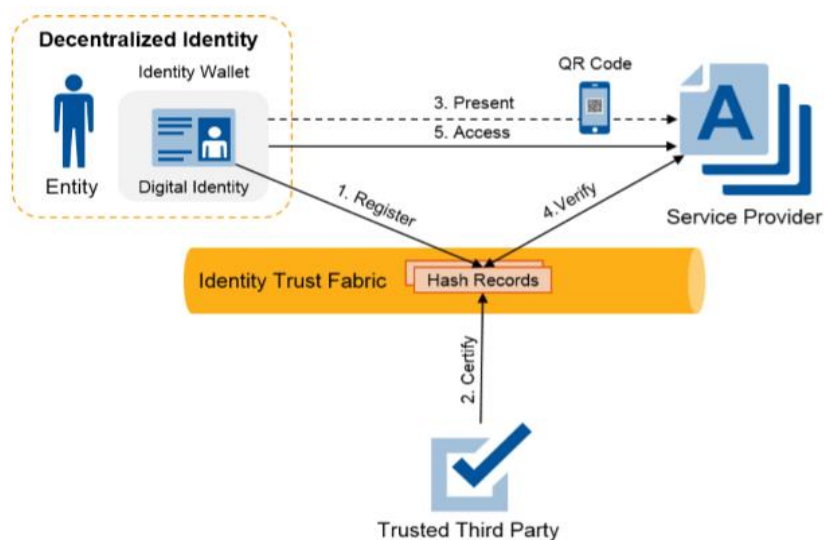 Decentralized Identity
Identity Wallet
QR Code
3. Present
5. Access
A
Entity
Digital Identity
1. Register
4.Verify
Service Provider
Identity Trust Fabric
Hash Records
2. Certify
Trusted Third Party